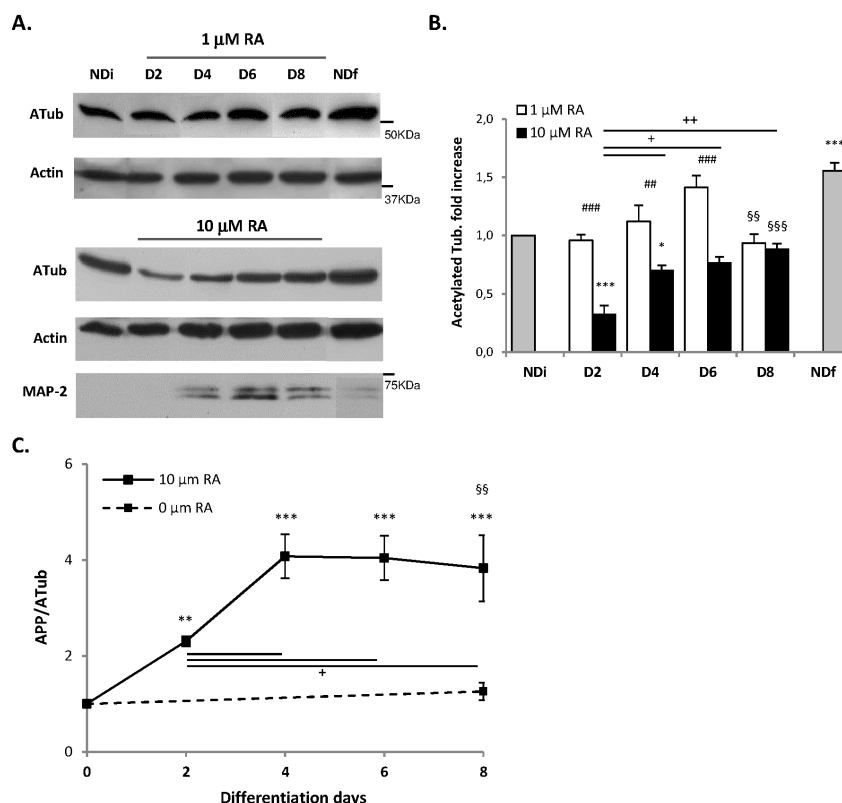 A.
1 µM RA
NDi D2 D4 D6 D8 NDf
ATub
50KDa
Actin
37KDa
10 µM RA
ATub
Actin
MAP-2
75KDa
B.
1 µM RA
10 µM RA
Acetylated Tub. fold increase
2,0
1,5
1,0
0,5
0,0
++
+
***
###
##
###
§§
§§§
***
*
NDi D2 D4 D6 D8 NDf
C.
10 µm RA
0 µm RA
APP/ATub
6
4
2
0
§§
*** *** ***
**
+
0 2 4 6 8
Differentiation days